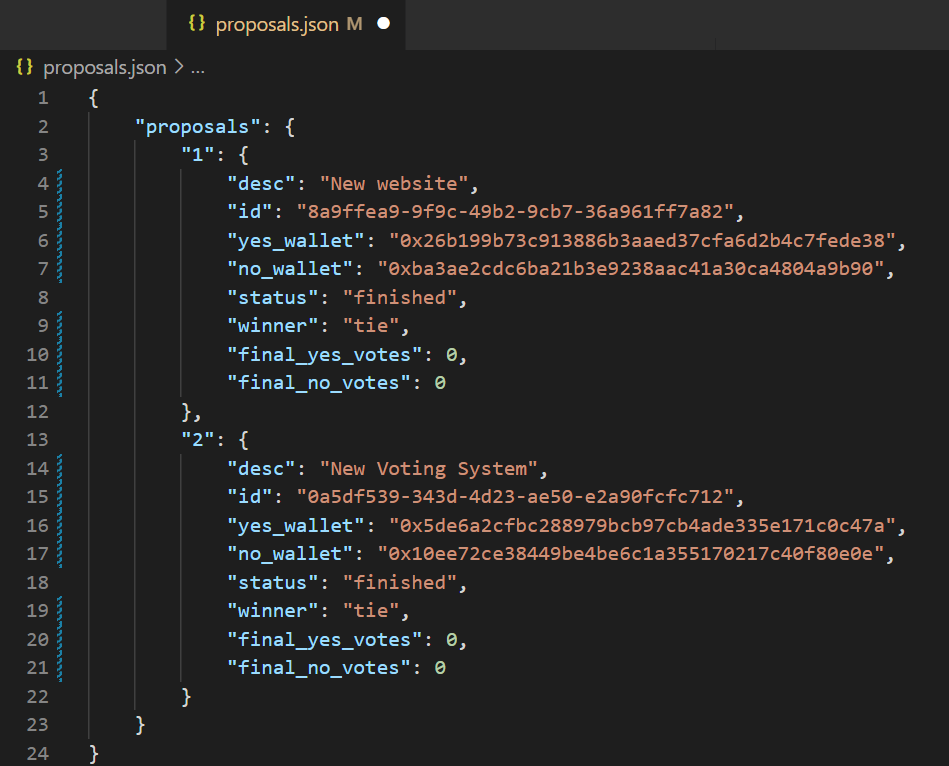 {} proposals.json M
{} proposals.json > ...
1 {
2 "proposals": {
3 "1": {
4 "desc": "New website",
5 "id": "8a9ffea9-9f9c-49b2-9cb7-36a961ff7a82",
6 "yes_wallet": "0x26b199b73c913886b3aaed37cfa6d2b4c7fede38",
7 "no_wallet": "0xba3ae2cdc6ba21b3e9238aac41a30ca4804a9b90",
8 "status": "finished",
9 "winner": "tie",
10 "final_yes_votes": 0,
11 "final_no_votes": 0
12 },
13 "2": {
14 "desc": "New Voting System",
15 "id": "0a5df539-343d-4d23-ae50-e2a90fcfc712",
16 "yes_wallet": "0x5de6a2cfbc288979bcb97cb4ade335e171c0c47a",
17 "no_wallet": "0x10ee72ce38449be4be6c1a355170217c40f80e0e",
18 "status": "finished",
19 "winner": "tie",
20 "final_yes_votes": 0,
21 "final_no_votes": 0
22 }
23 }
24 }